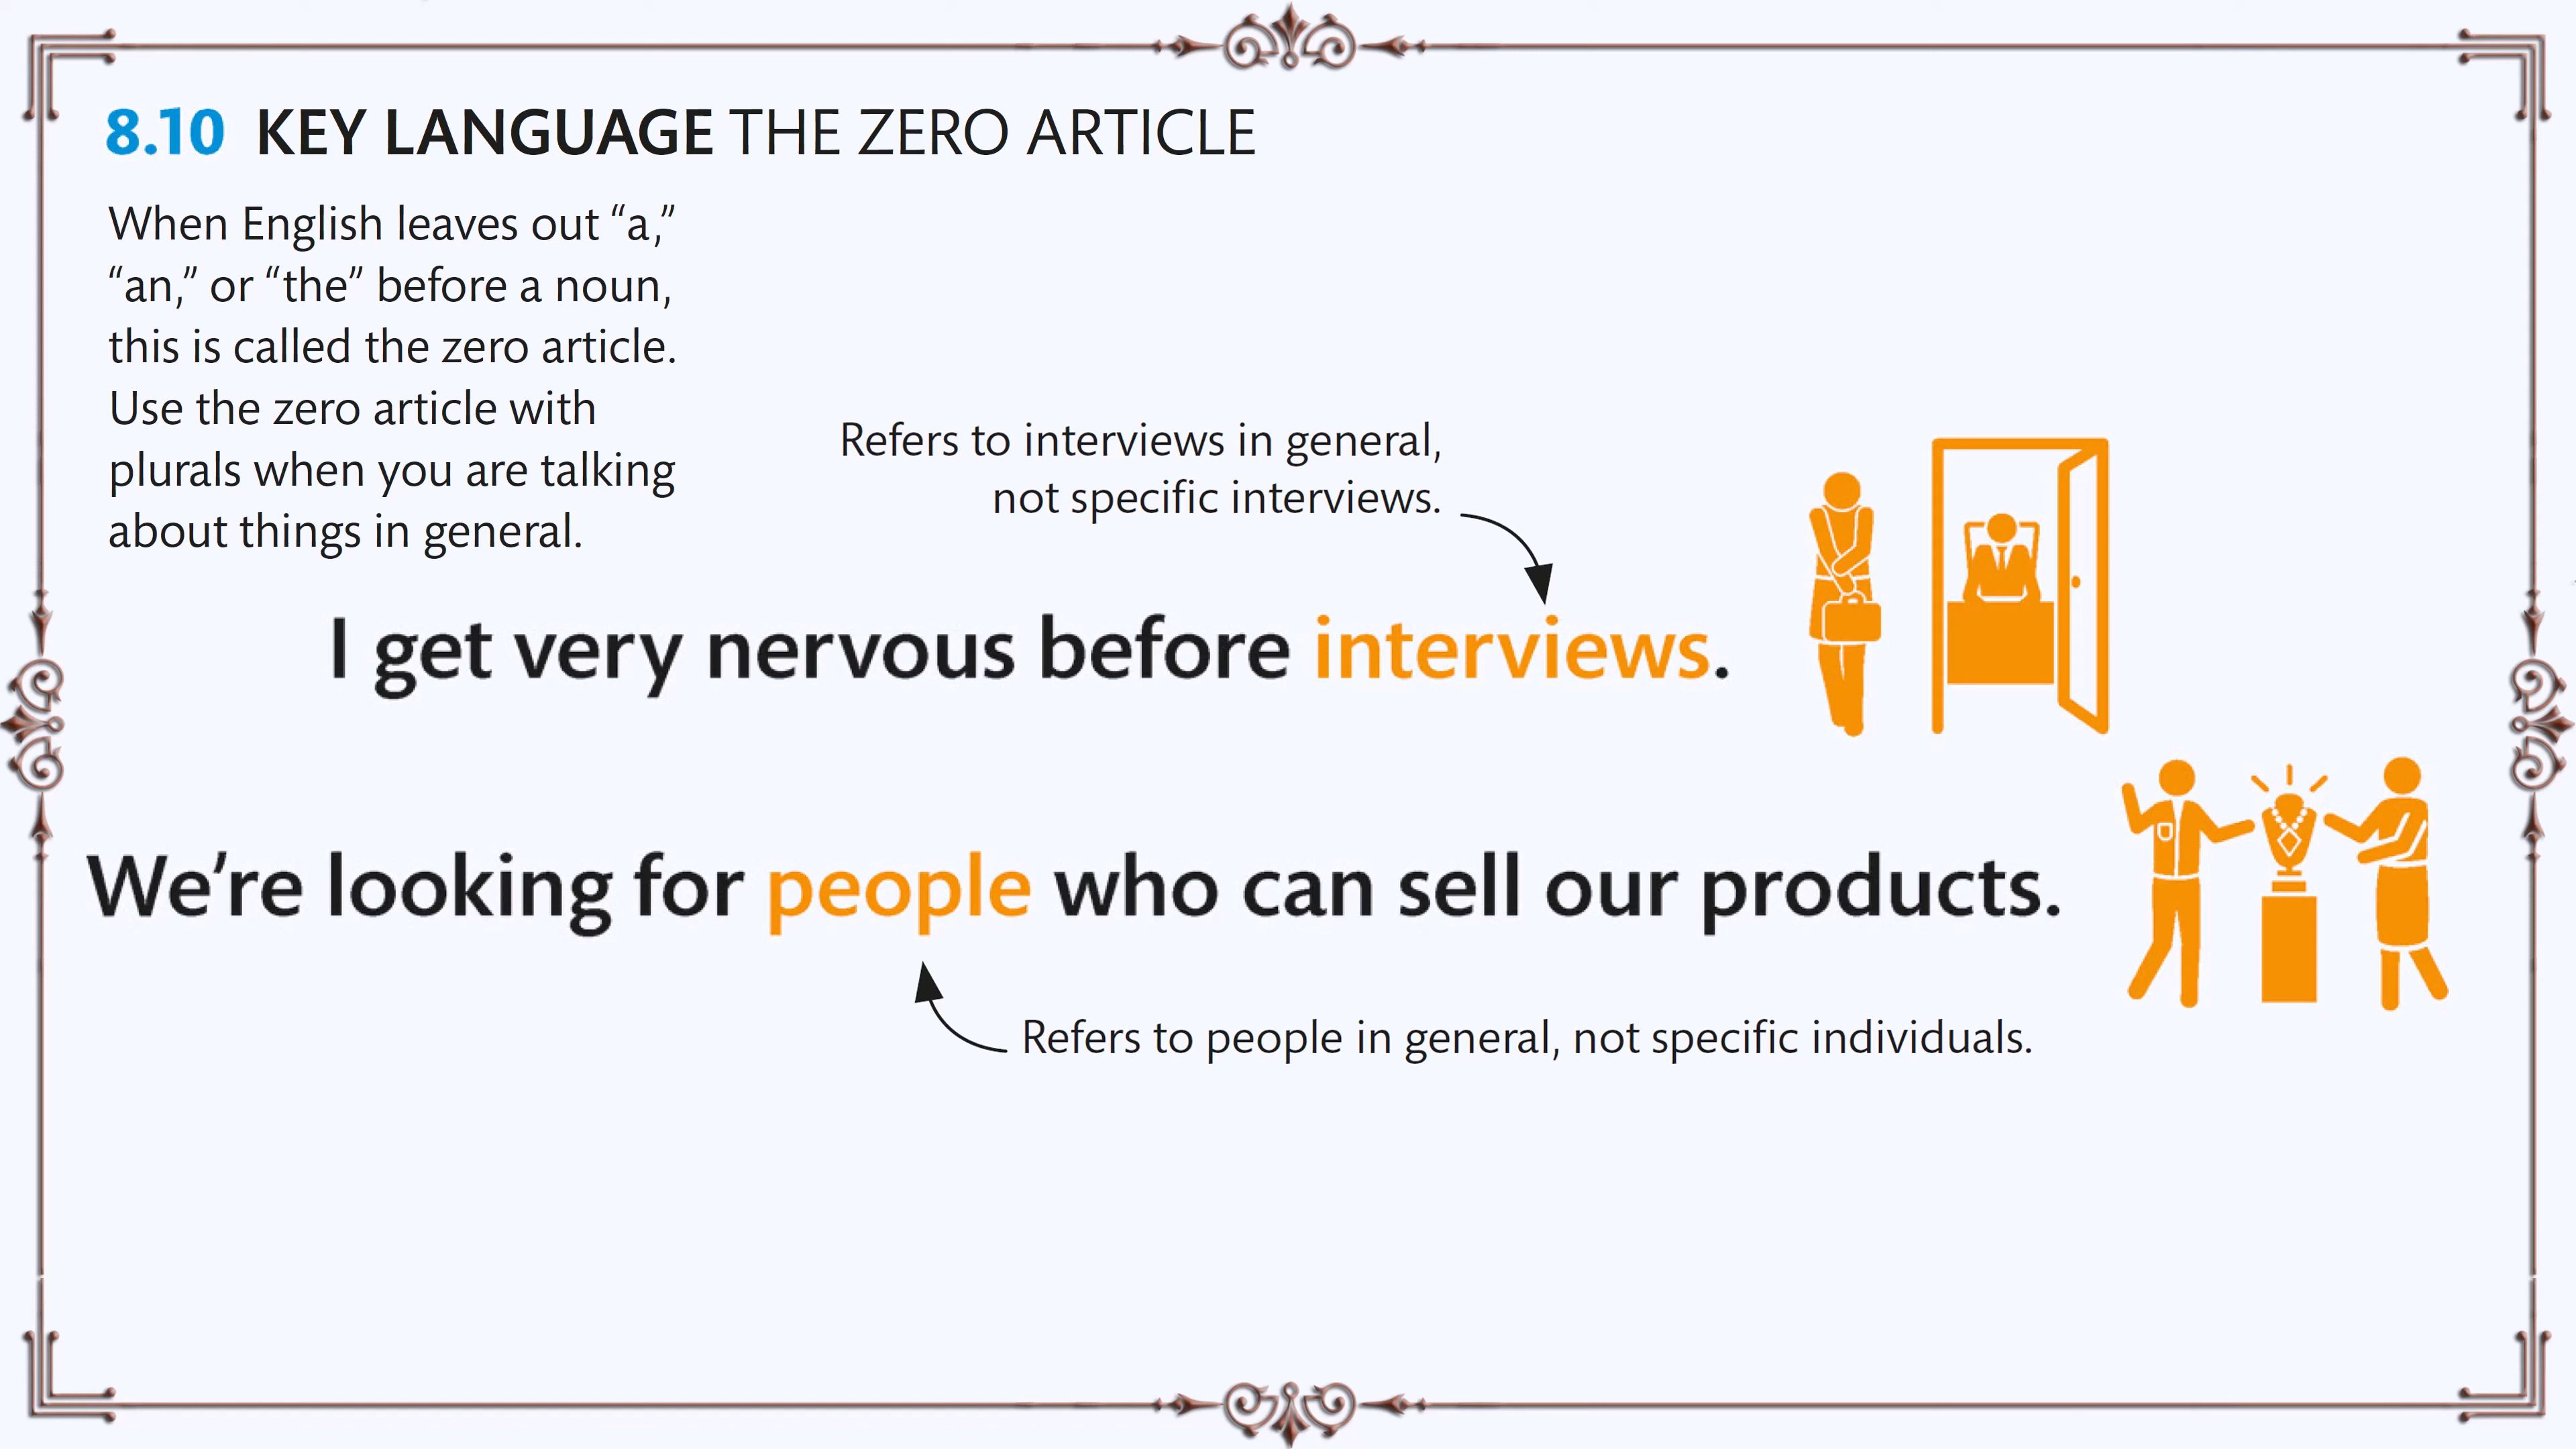 8.10 KEY LANGUAGE THE ZERO ARTICLE
When English leaves out “a,”
“an,” or “the” before a noun,
this is called the zero article.
Use the zero article with
plurals when you are talking
about things in general.
Refers to interviews in general,
not specific interviews.
I get very nervous before interviews.
We’re looking for people who can sell our products.
Refers to people in general, not specific individuals.